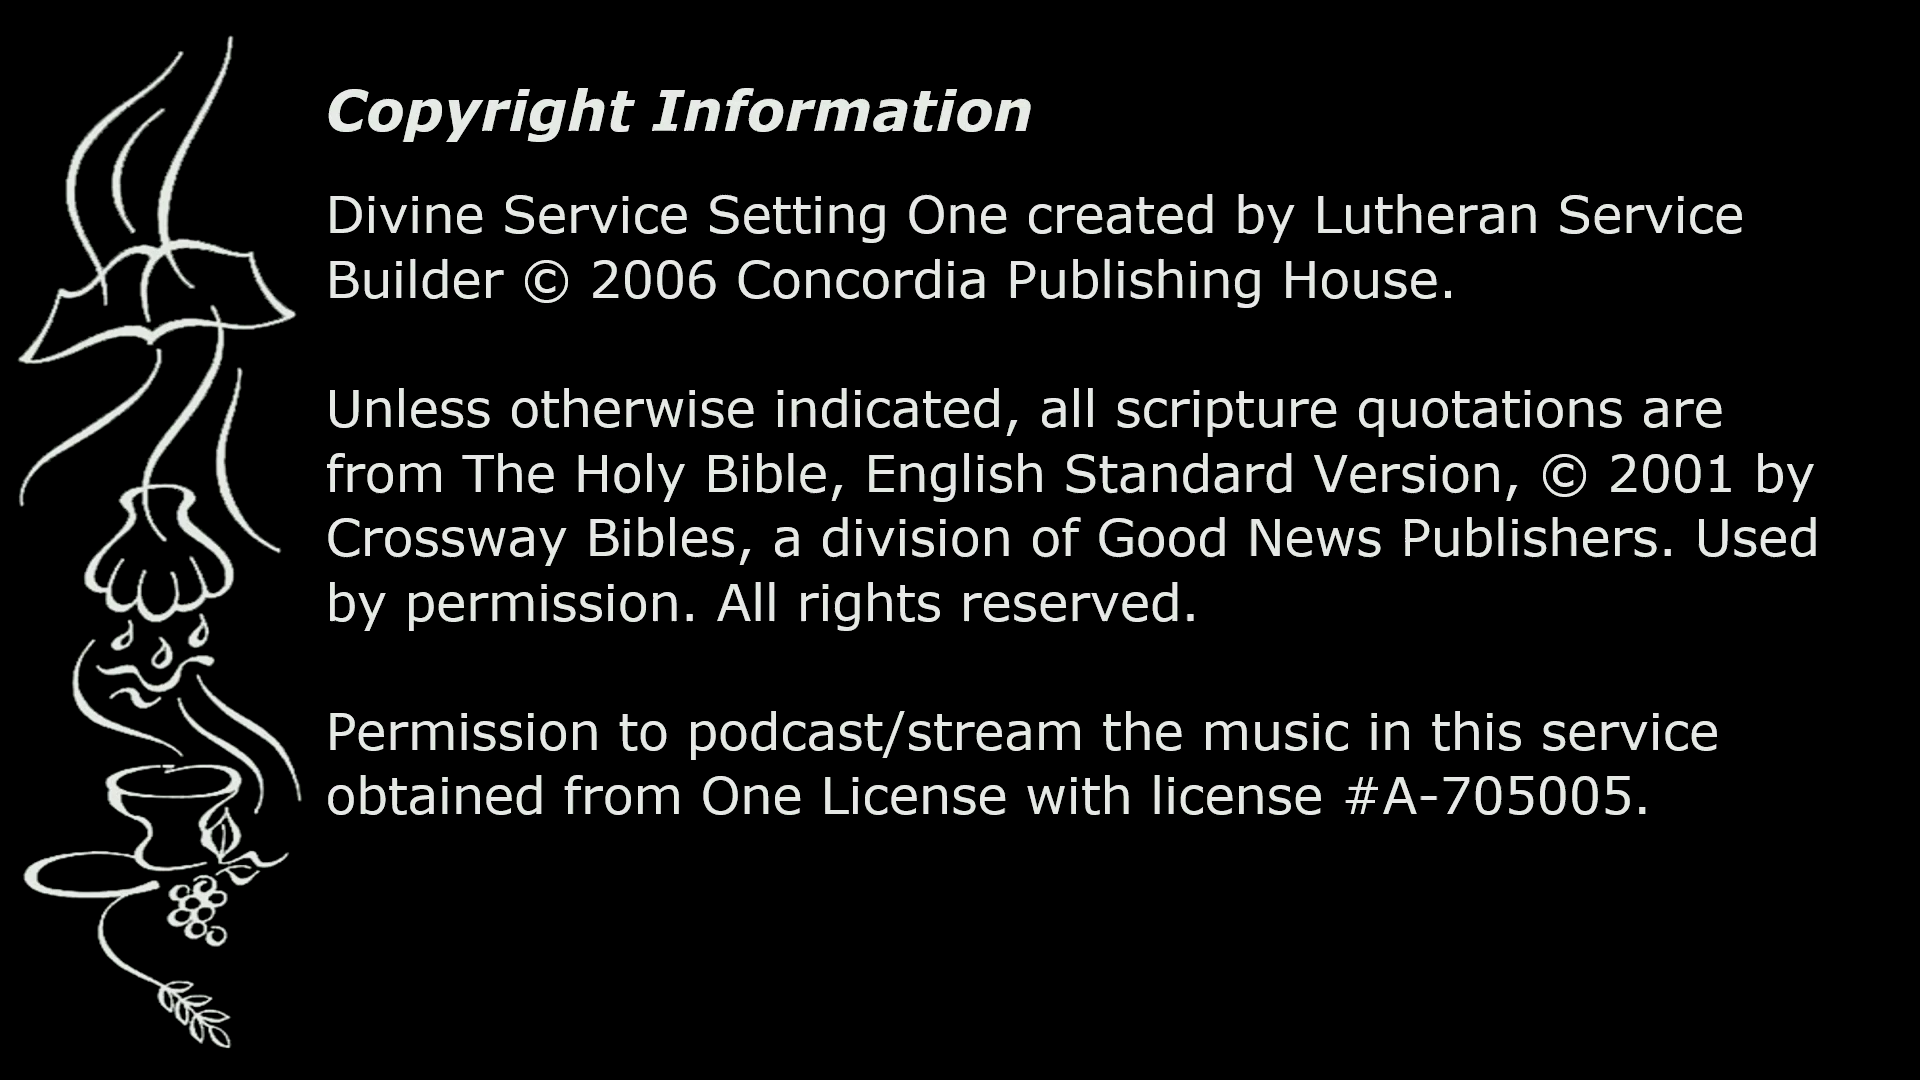 Copyright Information
Divine Service Setting One created by Lutheran Service
Builder © 2006 Concordia Publishing House.
Unless otherwise indicated, all scripture quotations are
from The Holy Bible, English Standard Version, © 2001 by
Crossway Bibles, a division of Good News Publishers. Used
by permission. All rights reserved.
Permission to podcast/stream the music in this service
obtained from One License with license #A-705005.